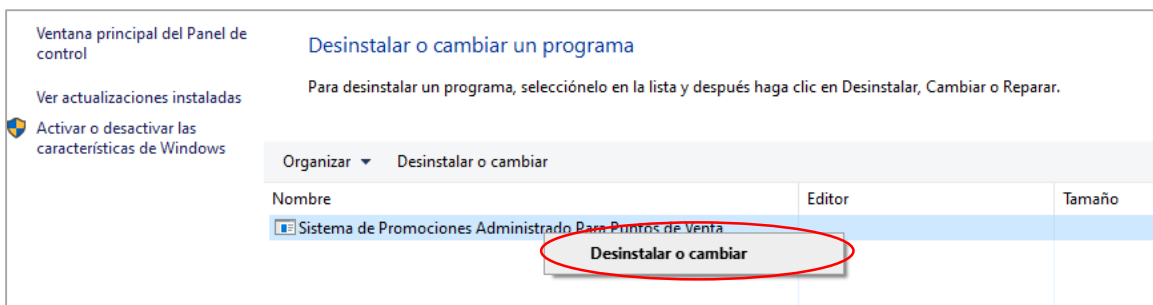 Ventana principal del Panel de
control
Ver actualizaciones instaladas
Activar o desactivar las
características de Windows
Desinstalar o cambiar un programa
Para desinstalar un programa, selecciónelo en la lista y después haga clic en Desinstalar, Cambiar o Reparar.
Organizar Desinstalar o cambiar
Nombre Editor Tamaño
Sistema de Promociones Administrado Para Puntos de Venta
Desinstalar o cambiar